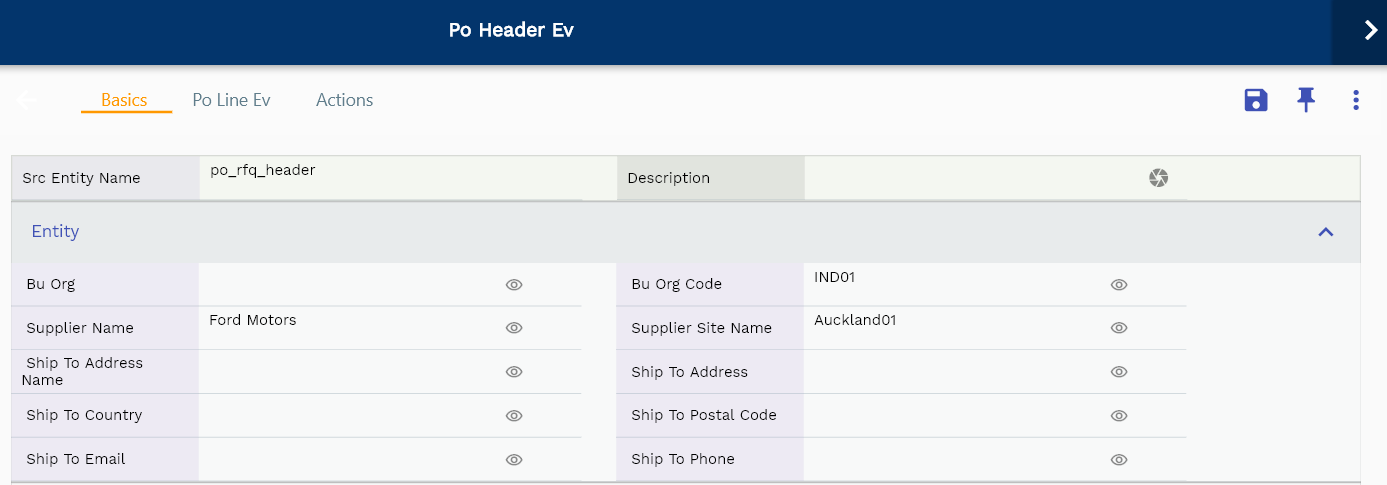 Po Header Ev
Basics Po Line Ev Actions
Src Entity Name po_rfq_header Description
Entity
Bu Org Bu Org Code IND01
Supplier Name Ford Motors Supplier Site Name Auckland01
Ship To Address
Name Ship To Address
Ship To Country Ship To Postal Code
Ship To Email Ship To Phone